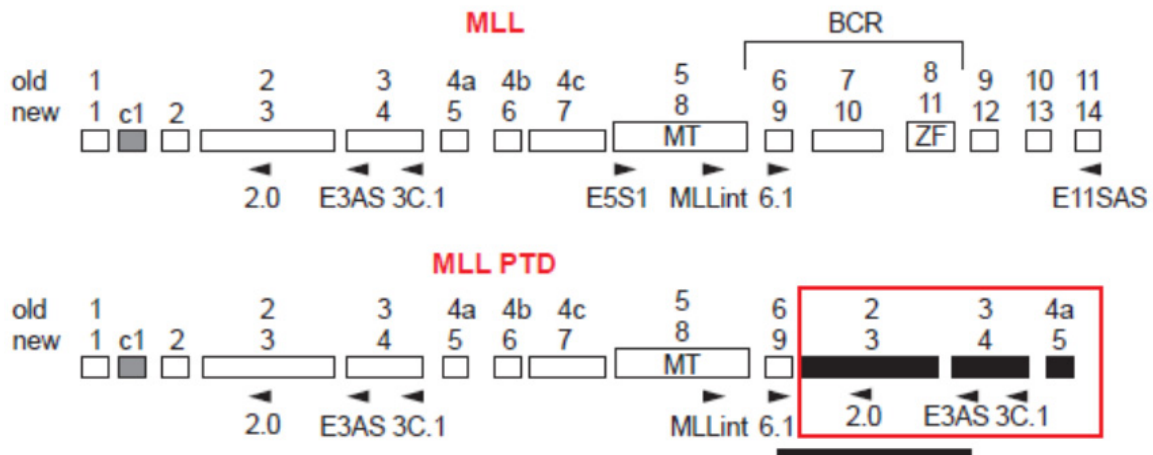 MLL
BCR
old 1 2 3 4a 4b 4c 5 6 7 8 9 10 11
new 1 c1 2 3 4 5 6 7 8 9 10 11 12 13 14
MT ZF
2.0 E3AS 3C.1 E5S1 MLLint 6.1 E11SAS
MLL PTD
old 1 2 3 4a 4b 4c 5 6 2 3 4a
new 1 c1 2 3 4 5 6 7 8 9 3 4 5
MT
2.0 E3AS 3C.1 MLLint 6.1 2.0 E3AS 3C.1